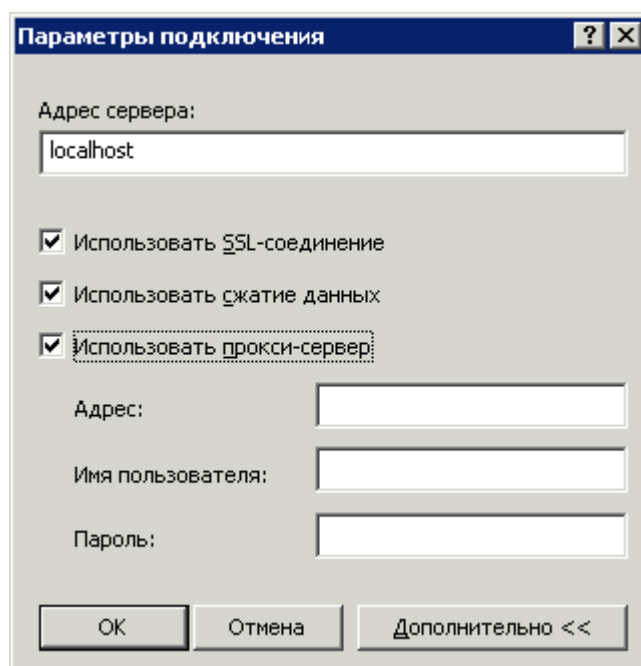 Параметры подключения
Адрес сервера:
localhost
Использовать SSL-соединение
Использовать сжатие данных
Использовать прокси-сервер
Адрес:
Имя пользователя:
Пароль:
OK Отмена Дополнительно <<